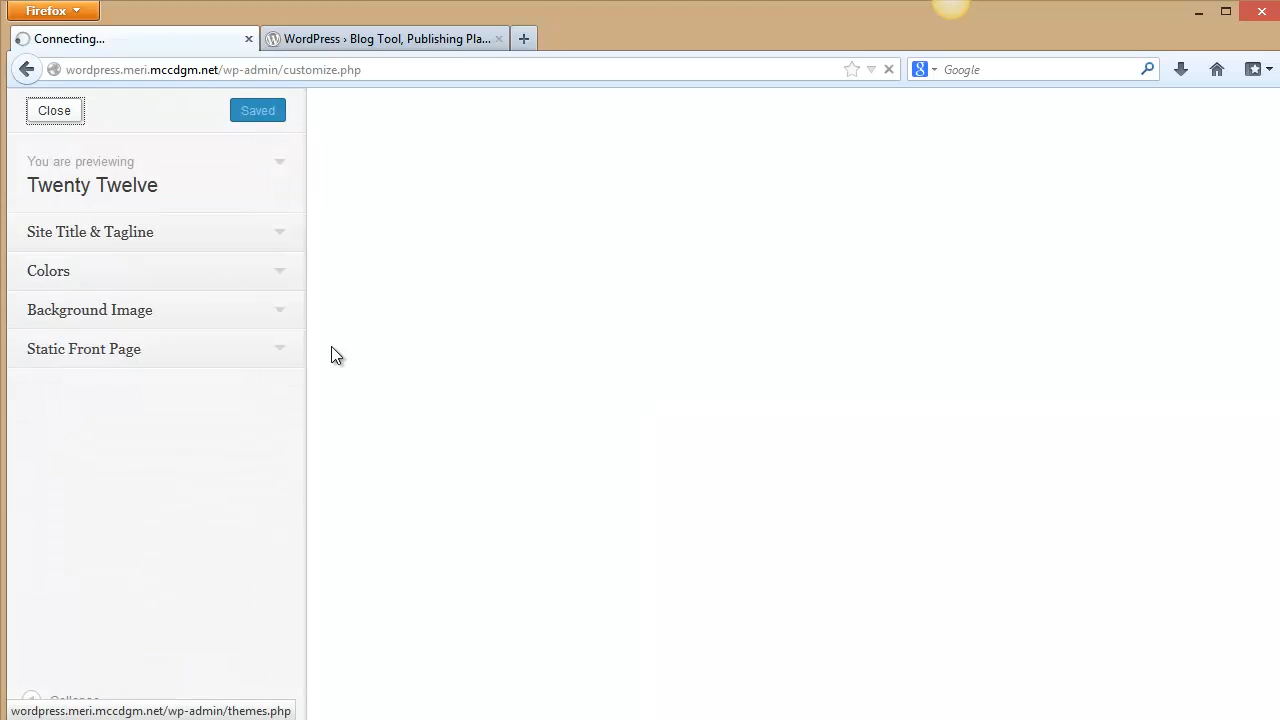 Firefox
Connecting...
WordPress › Blog Tool, Publishing Pla...
wordpress.meri.mccdgm.net/wp-admin/customize.php
Google
Close
Saved
You are previewing
Twenty Twelve
Site Title & Tagline
Colors
Background Image
Static Front Page
Collapse
wordpress.meri.mccdgm.net/wp-admin/themes.php